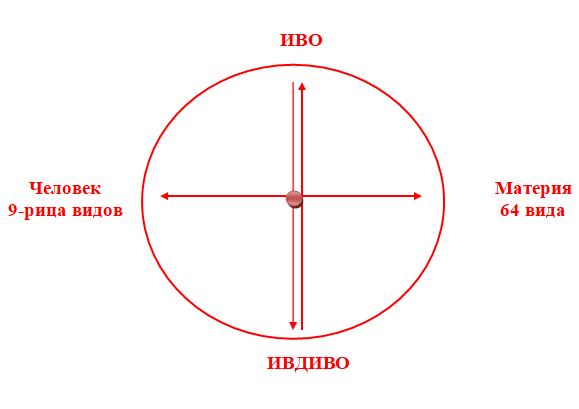 ИВО
Человек
9-рица видов
Материя
64 вида
ИВДИВО